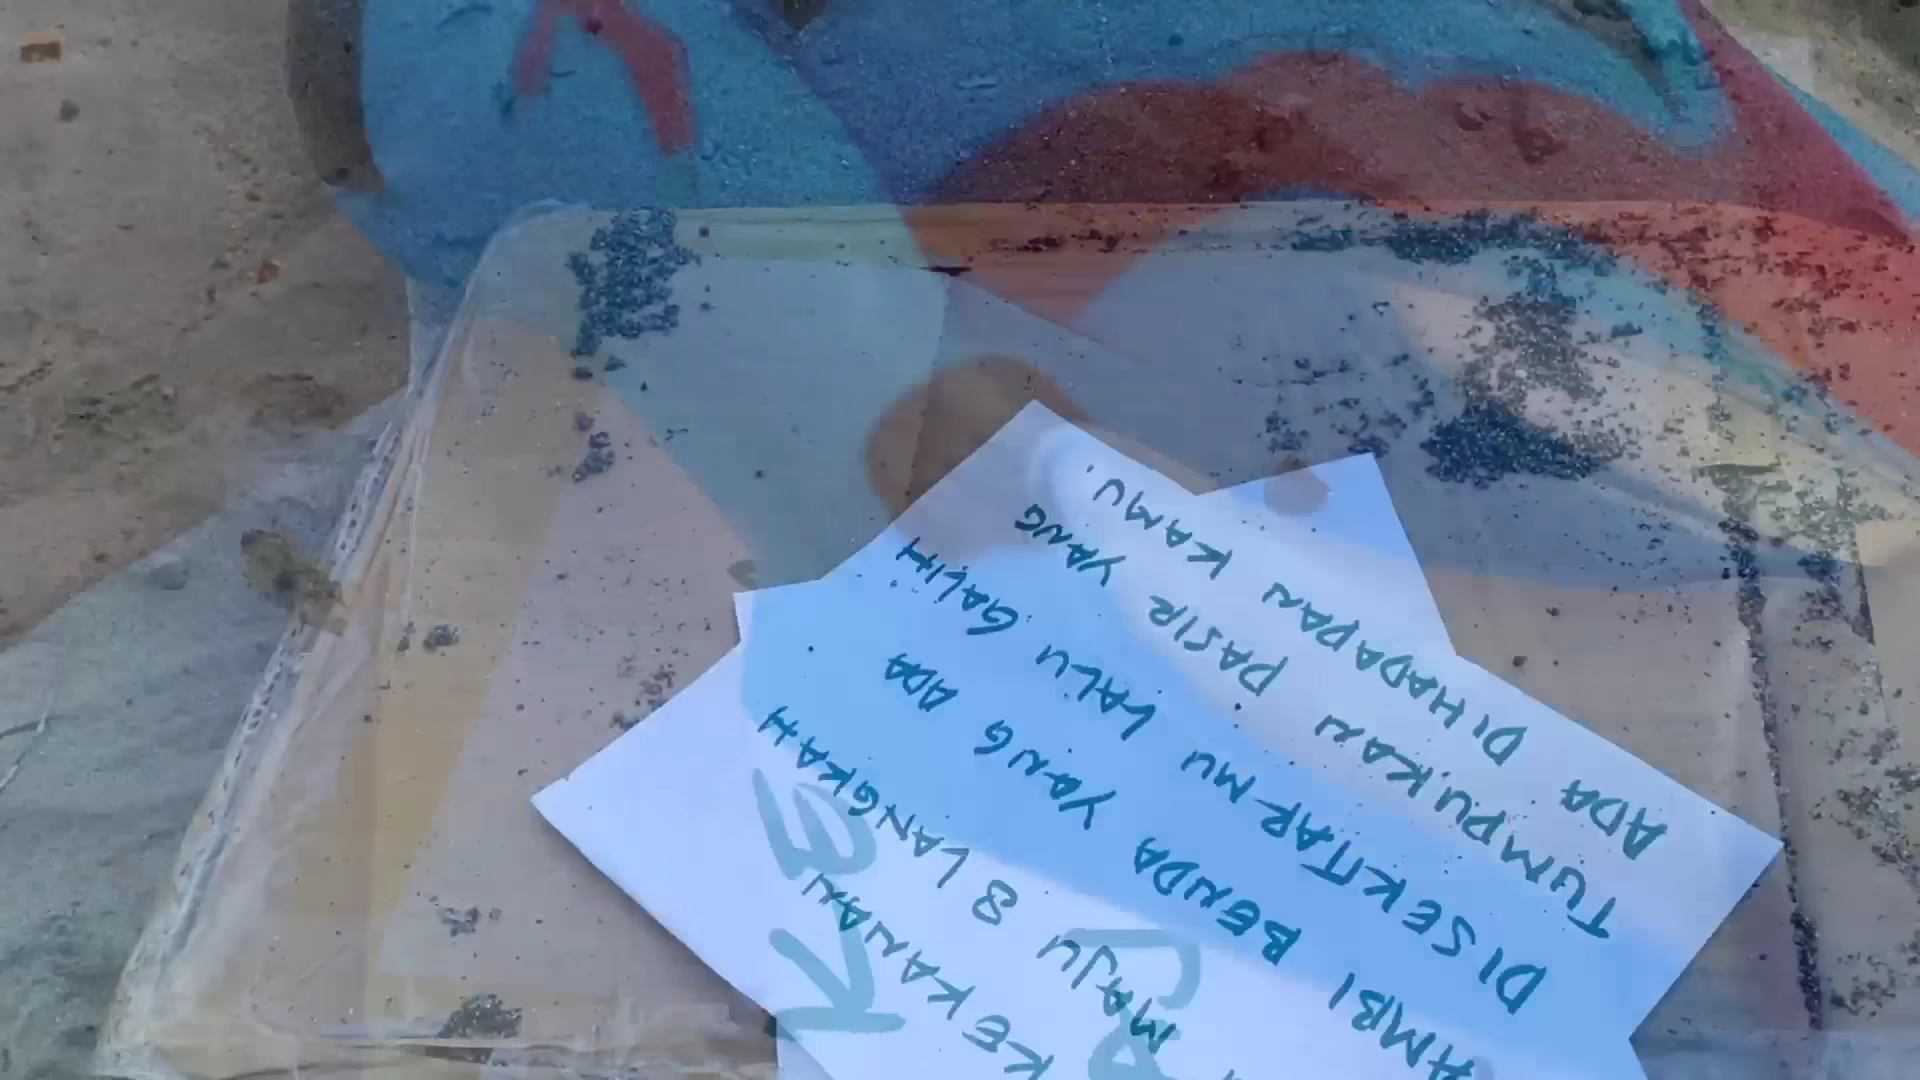 KE KANAN
MAJU 8 LANGKAH
AMBI BENDA YANG ADA
DISEKITAR-MU LALU GALIH
TUMPUKAN PASIR YANG
ADA DIHADAPAN KAMU.
KE